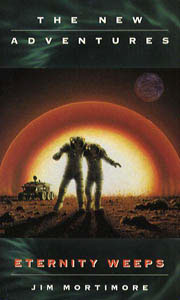 THE NEW
ADVENTURES
ETERNITY WEEPS
JIM MORTIMORE